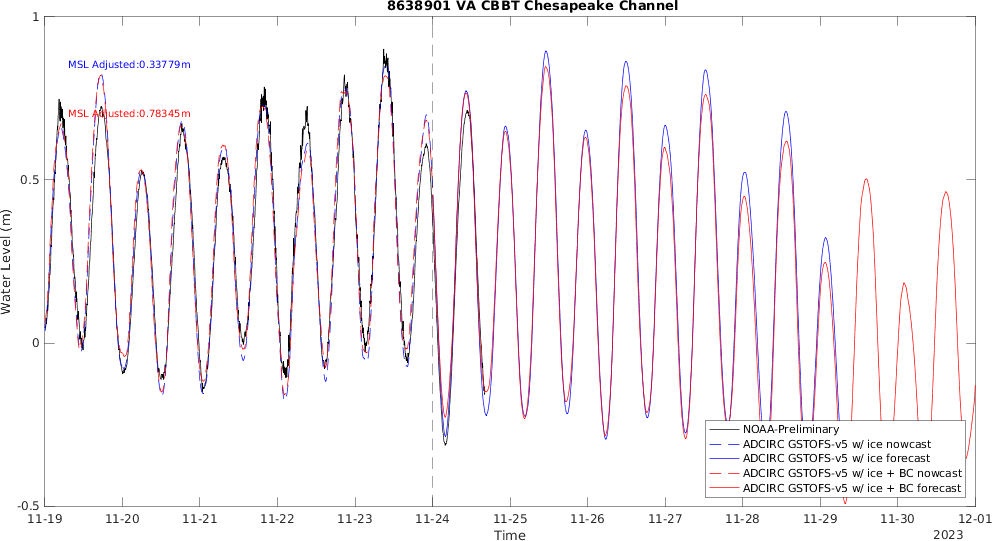 8638901 VA CBBT Chesapeake Channel
1
MSL Adjusted:0.33779m
MSL Adjusted:0.78345m
0.5
Water Level (m)
0
NOAA-Preliminary
ADCIRC GSTOFS-v5 w/ ice nowcast
ADCIRC GSTOFS-v5 w/ ice forecast
ADCIRC GSTOFS-v5 w/ ice + BC nowcast
ADCIRC GSTOFS-v5 w/ ice + BC forecast
-0.5
11-19 11-20 11-21 11-22 11-23 11-24 11-25 11-26 11-27 11-28 11-29 11-30 12-01
Time
2023